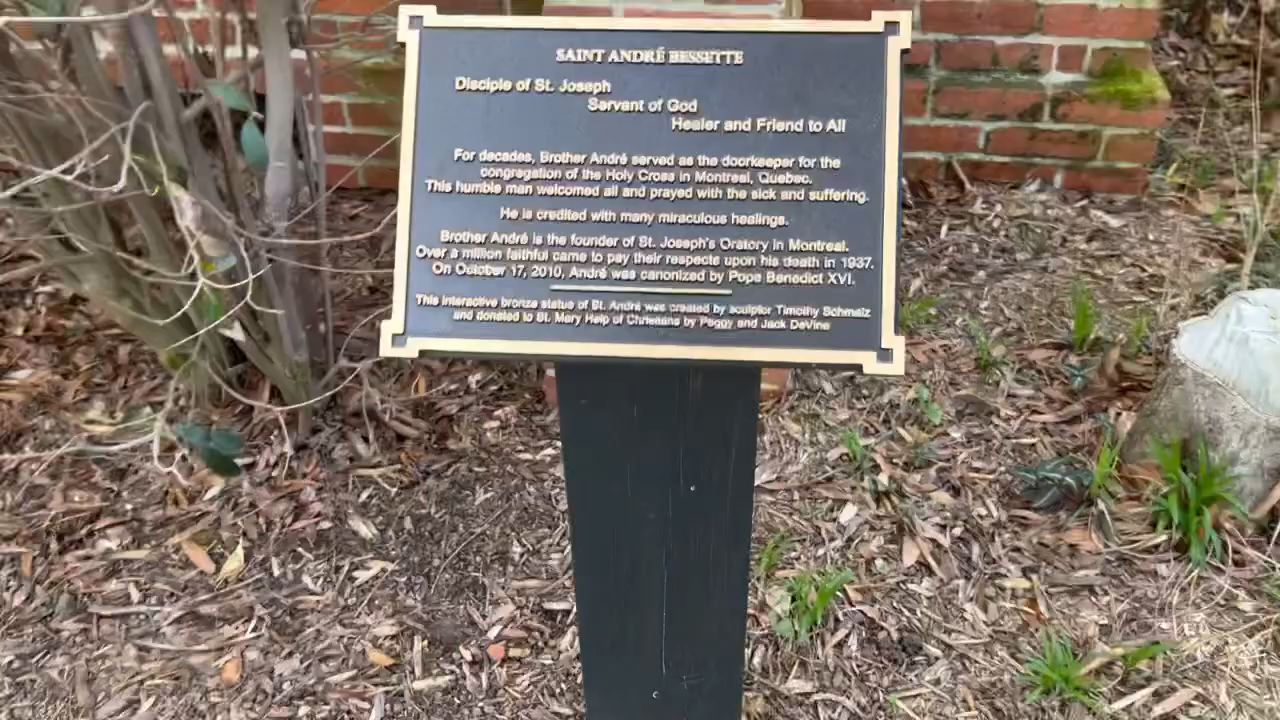 SAINT ANDRÉ BESSETTE
Disciple of St. Joseph
Servant of God
Healer and Friend to All
For decades, Brother André served as the doorkeeper for the
congregation of the Holy Cross in Montreal, Quebec.
This humble man welcomed all and prayed with the sick and suffering.
He is credited with many miraculous healings.
Brother André is the founder of St. Joseph's Oratory in Montreal.
Over a million faithful came to pay their respects upon his death in 1937.
On October 17, 2010, André was canonized by Pope Benedict XVI.
This interactive bronze statue of St. André was created by sculptor Timothy Schmalz
and donated to St. Mary Help of Christians by Peggy and Jack DeVine